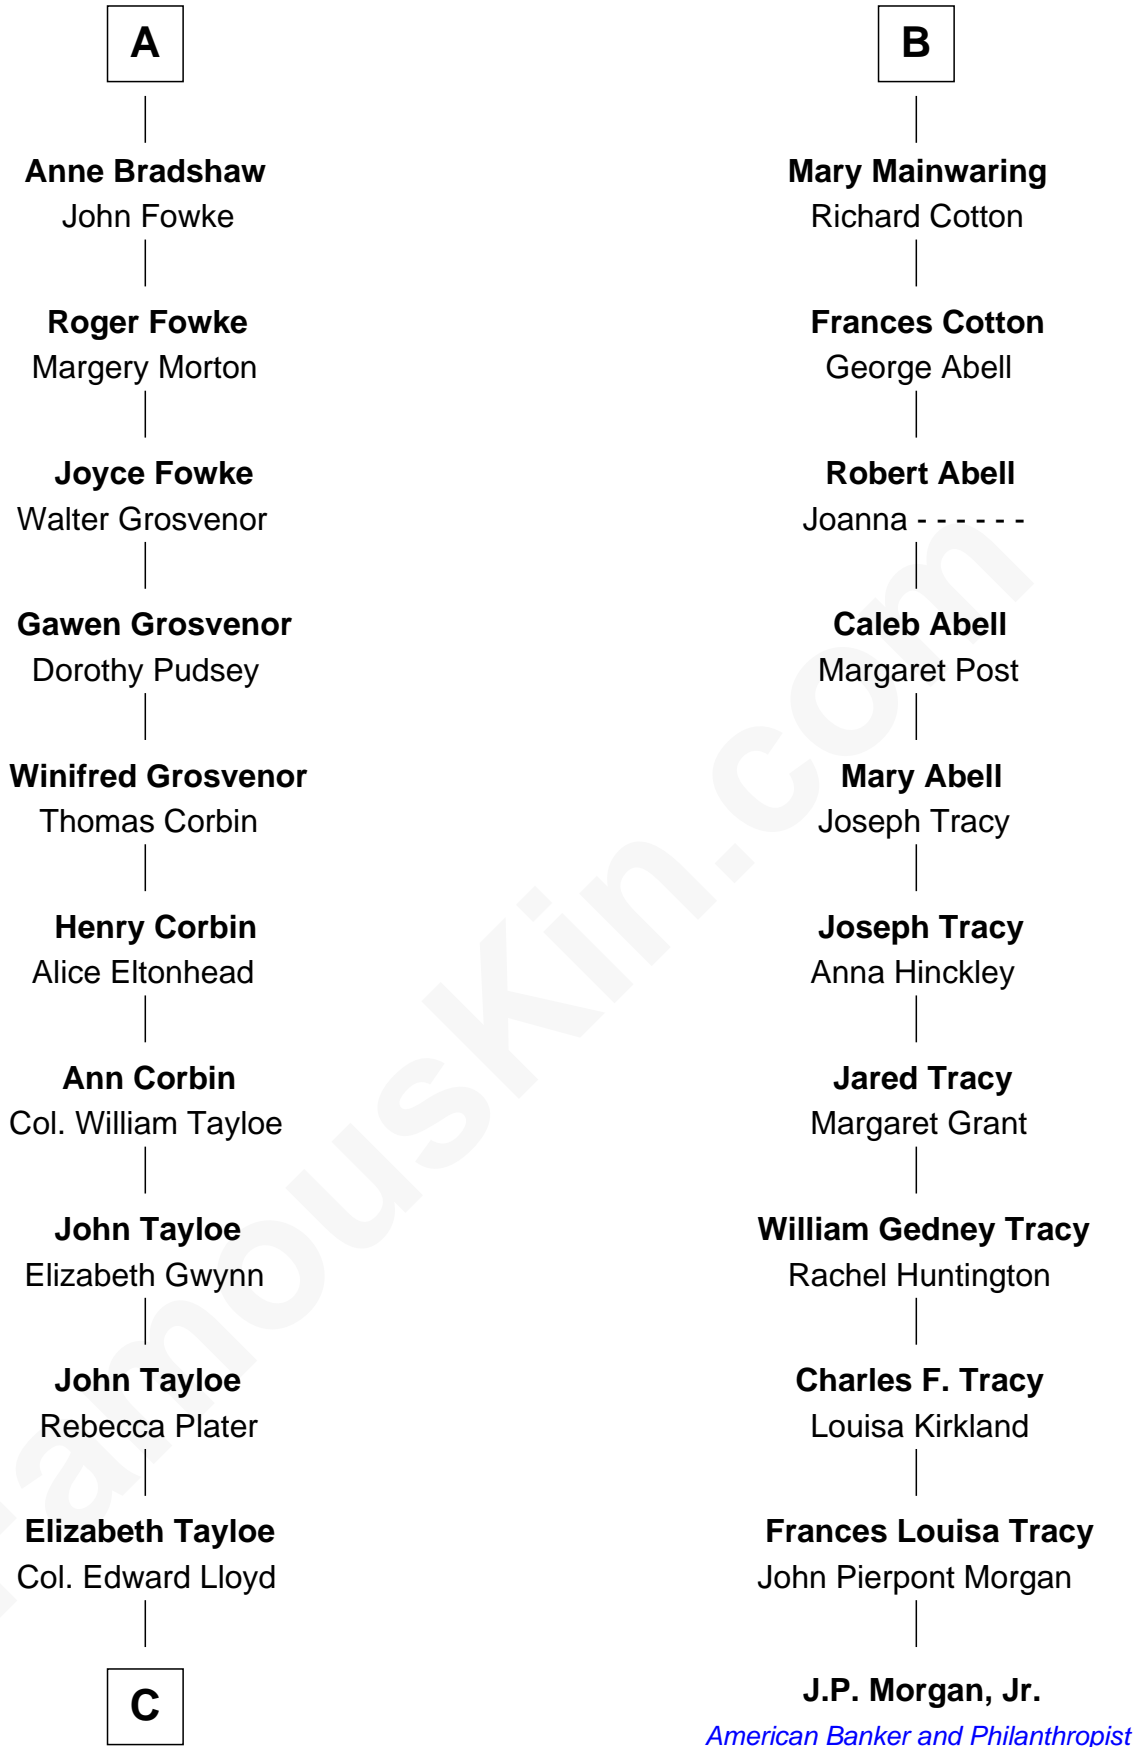 A
Anne Bradshaw
John Fowke
Roger Fowke
Margery Morton
Joyce Fowke
Walter Grosvenor
Gawen Grosvenor
Dorothy Pudsey
Winifred Grosvenor
Thomas Corbin
Henry Corbin
Alice Eltonhead
Ann Corbin
Col. William Tayloe
John Tayloe
Elizabeth Gwynn
John Tayloe
Rebecca Plater
Elizabeth Tayloe
Col. Edward Lloyd
C
B
Mary Mainwaring
Richard Cotton
Frances Cotton
George Abell
Robert Abell
Joanna - - - - - -
Caleb Abell
Margaret Post
Mary Abell
Joseph Tracy
Joseph Tracy
Anna Hinckley
Jared Tracy
Margaret Grant
William Gedney Tracy
Rachel Huntington
Charles F. Tracy
Louisa Kirkland
Frances Louisa Tracy
John Pierpont Morgan
J.P. Morgan, Jr.
American Banker and Philanthropist
FamousKin.com